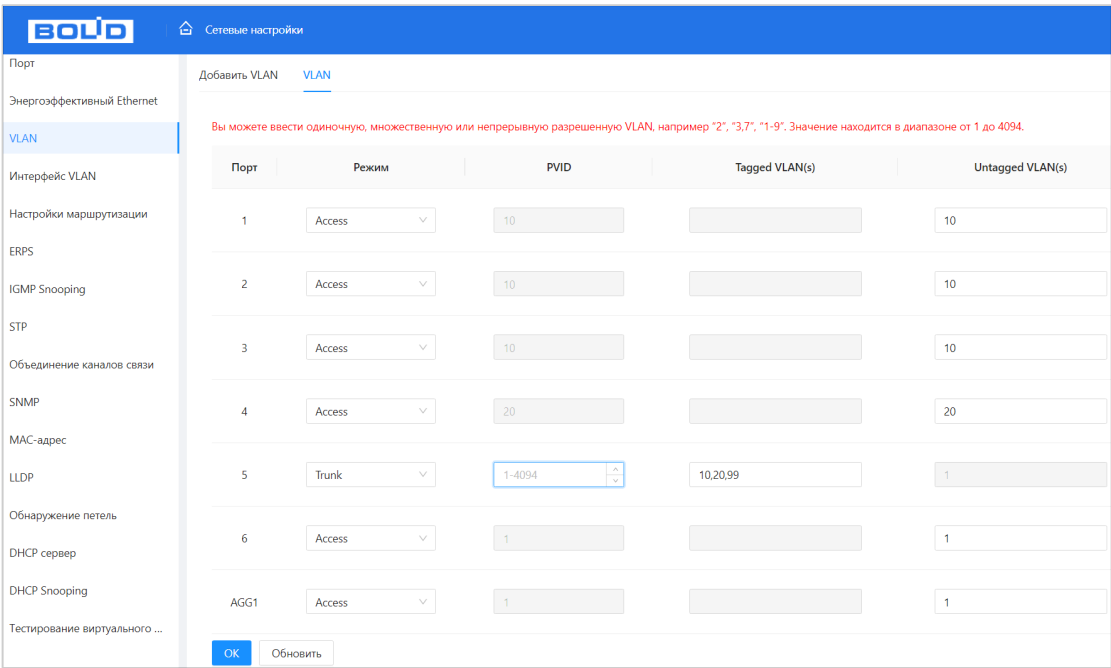 BOLID
Сетевые настройки
Порт
Энергоэффективный Ethernet
VLAN
Интерфейс VLAN
Настройки маршрутизации
ERPS
IGMP Snooping
STP
Объединение каналов связи
SNMP
MAC-адрес
LLDP
Обнаружение петель
DHCP сервер
DHCP Snooping
Тестирование виртуального ...
Добавить VLAN VLAN
Вы можете ввести одиночную, множественную или непрерывную разрешенную VLAN, например "2", "3,7", "1-9". Значение находится в диапазоне от 1 до 4094.
Порт Режим PVID Tagged VLAN(s) Untagged VLAN(s)
1 Access 10 10
2 Access 10 10
3 Access 10 10
4 Access 20 20
5 Trunk 1-4094 10,20,99 1
6 Access 1 1
AGG1 Access 1 1
OK Обновить